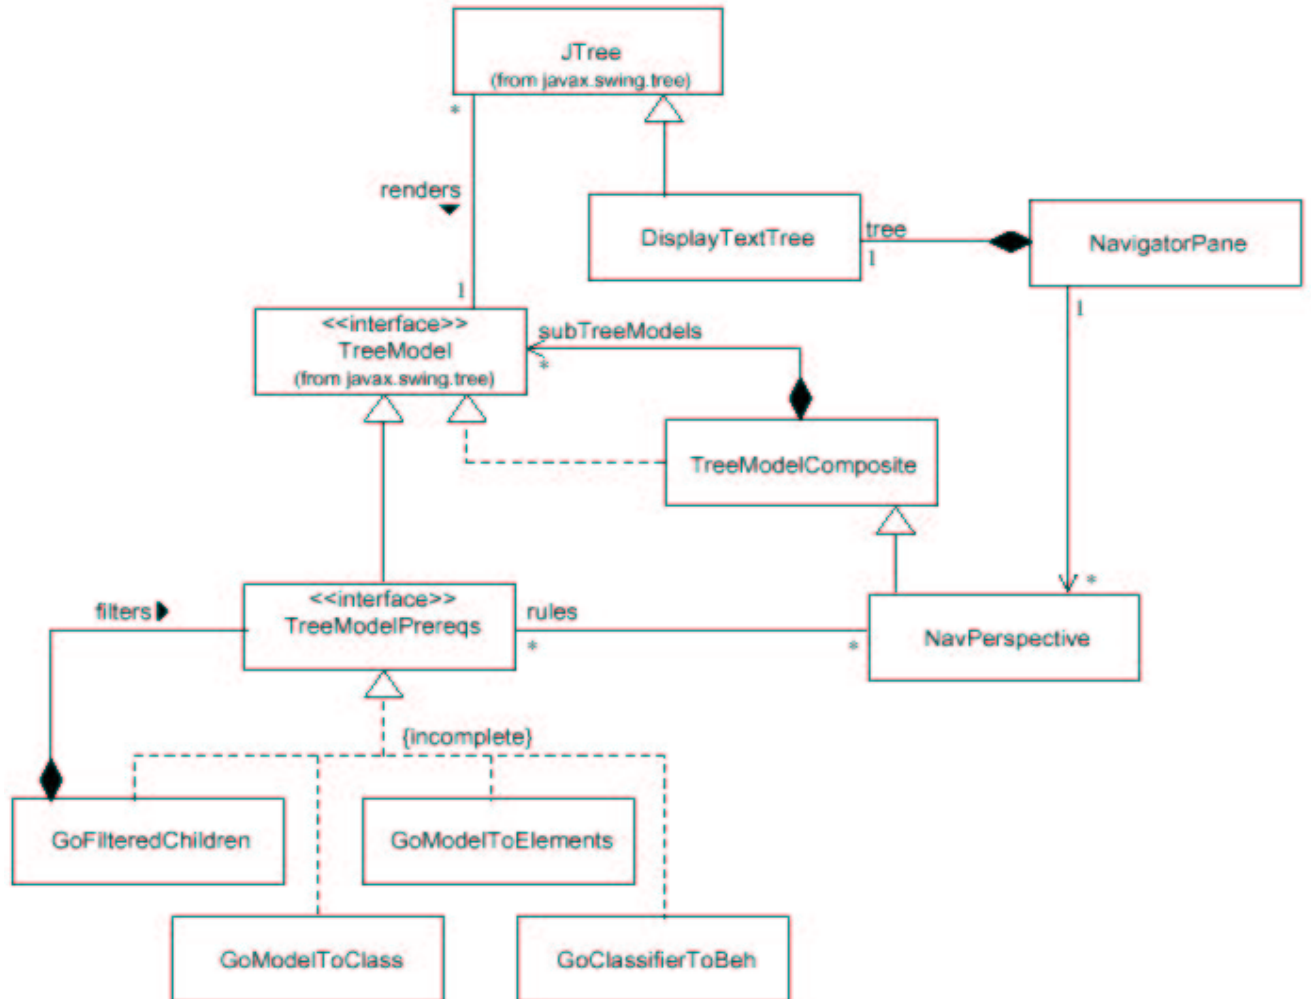 JTree
(from javax.swing.tree)
*
renders
DisplayTextTree
tree
1
NavigatorPane
1
1
<<interface>>
TreeModel
(from javax.swing.tree)
subTreeModels
*
TreeModelComposite
*
filters
<<interface>>
TreeModelPrereqs
rules
*
*
NavPerspective
{incomplete}
GoFilteredChildren
GoModelToElements
GoModelToClass
GoClassifierToBeh